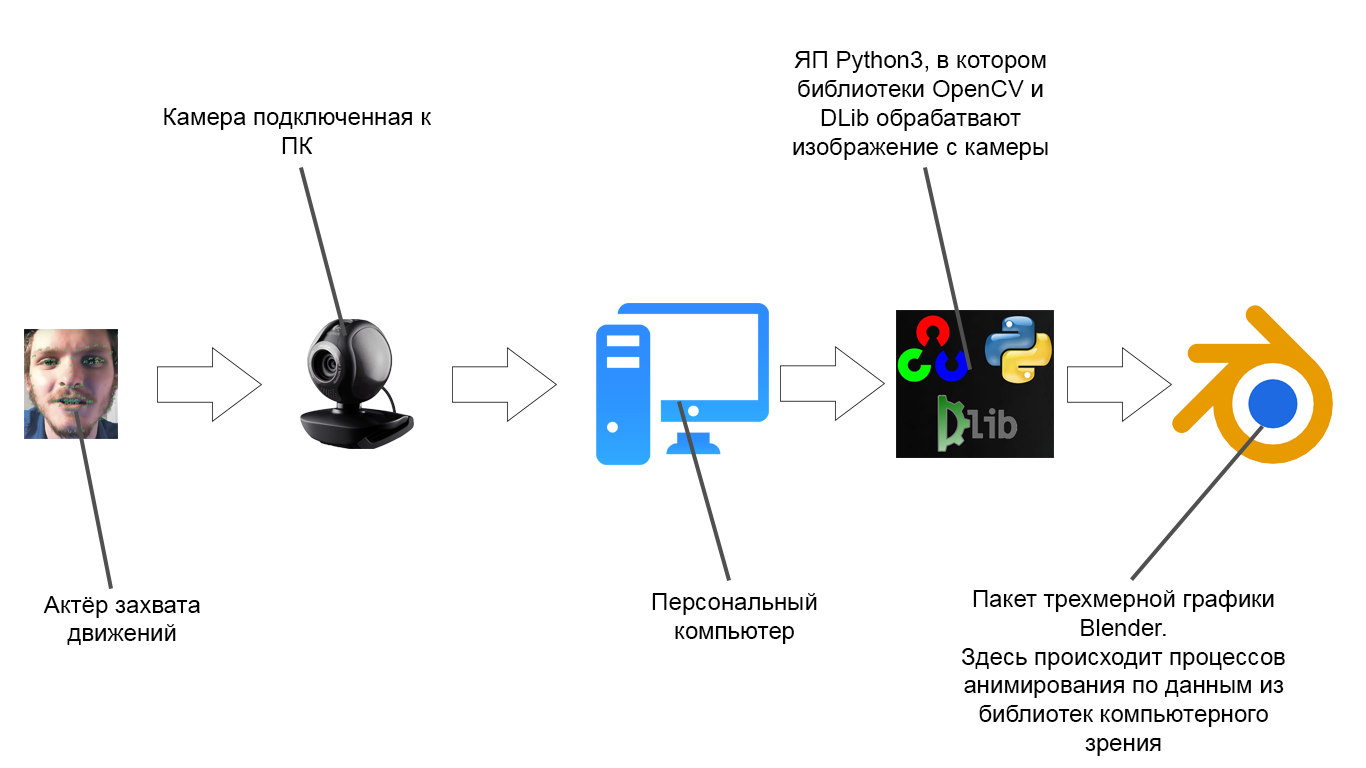 Камера подключенная к
ПК
ЯП Python3, в котором
библиотеки OpenCV и
DLib обрабатвают
изображение с камеры
DLib
Актёр захвата
движений
Персональный
компьютер
Пакет трехмерной графики
Blender.
Здесь происходит процессов
анимирования по данным из
библиотек компьютерного
зрения